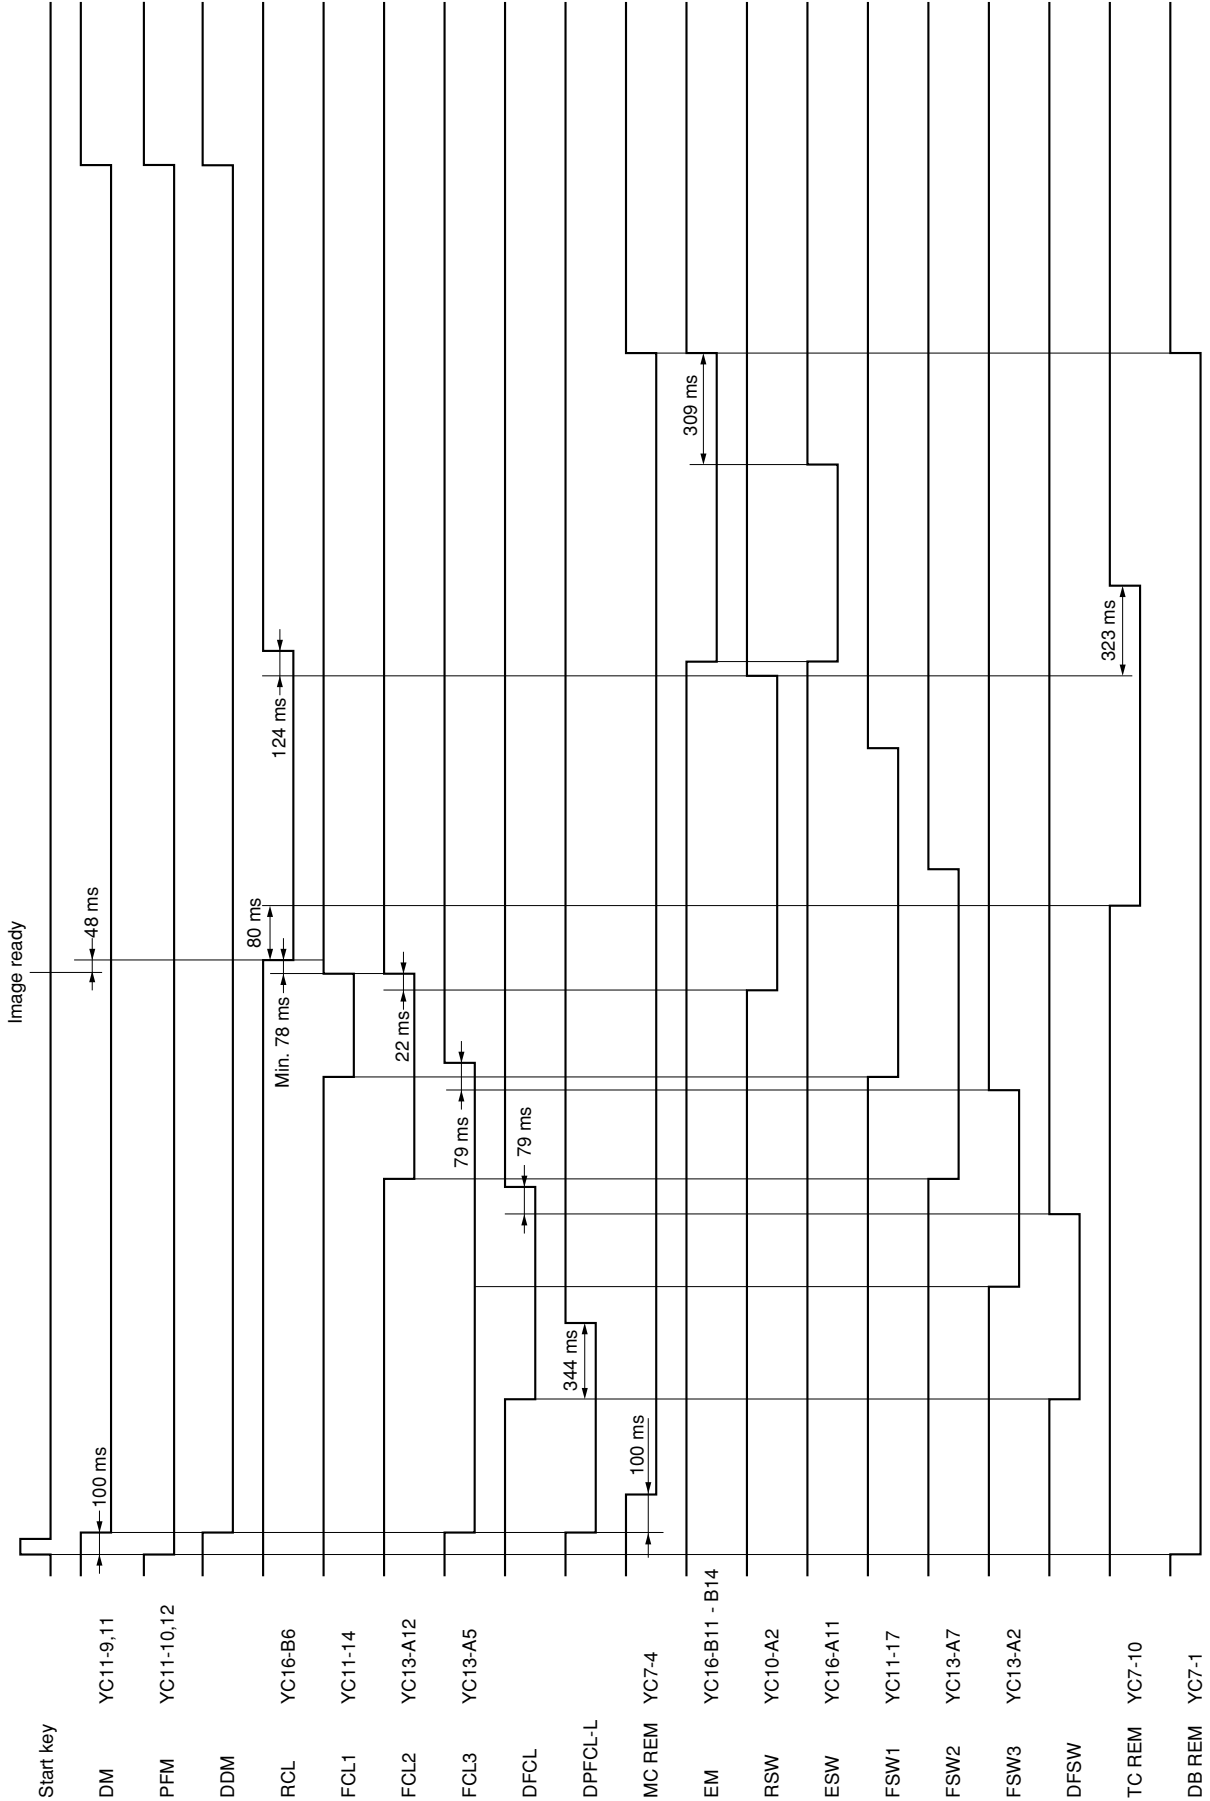 Image ready
Start key
DM YC11-9,11
100 ms
48 ms
PFM YC11-10,12
DDM
RCL YC16-B6
Min. 78 ms
80 ms
124 ms
FCL1 YC11-14
FCL2 YC13-A12
22 ms
FCL3 YC13-A5
79 ms
DFCL
79 ms
DPFCL-L
344 ms
MC REM YC7-4
100 ms
EM YC16-B11 - B14
309 ms
RSW YC10-A2
ESW YC16-A11
FSW1 YC11-17
FSW2 YC13-A7
FSW3 YC13-A2
DFSW
TC REM YC7-10
323 ms
DB REM YC7-1